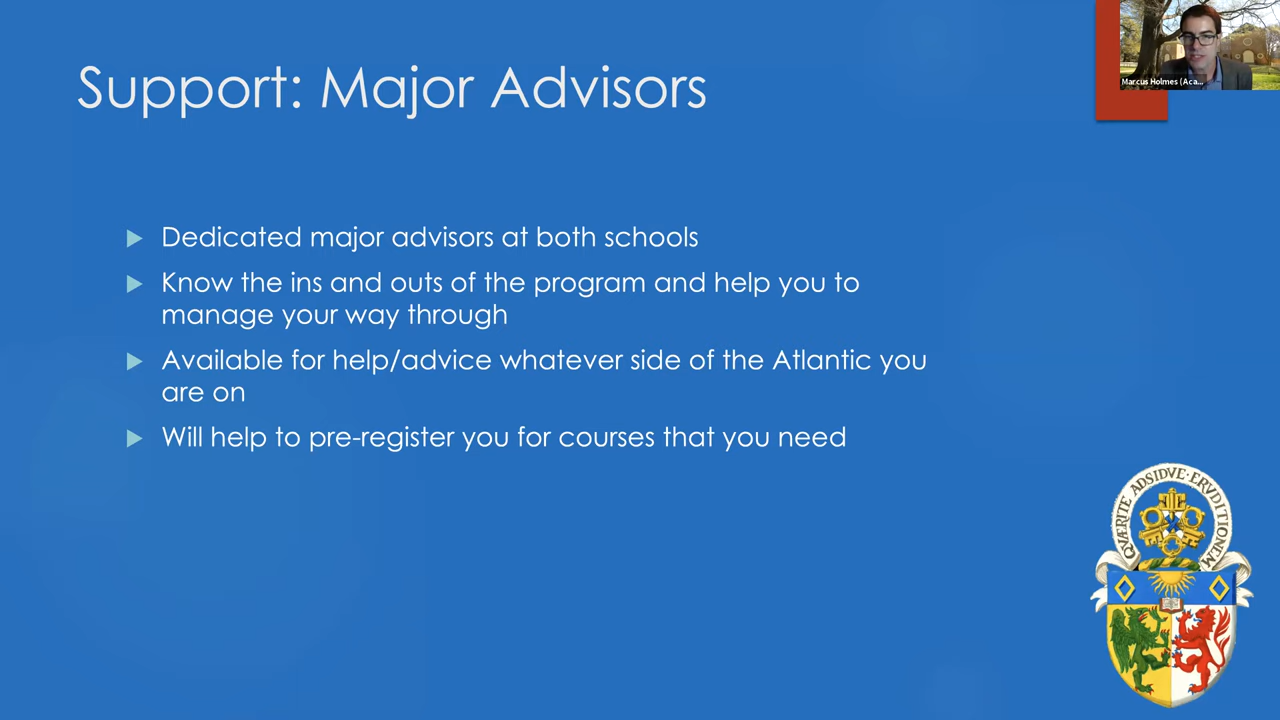 Support: Major Advisors
Marcus Holmes (Aca...
Dedicated major advisors at both schools
Know the ins and outs of the program and help you to
manage your way through
Available for help/advice whatever side of the Atlantic you
are on
Will help to pre-register you for courses that you need
QVÆRITE ADSIDVE·ERVDITIONEM